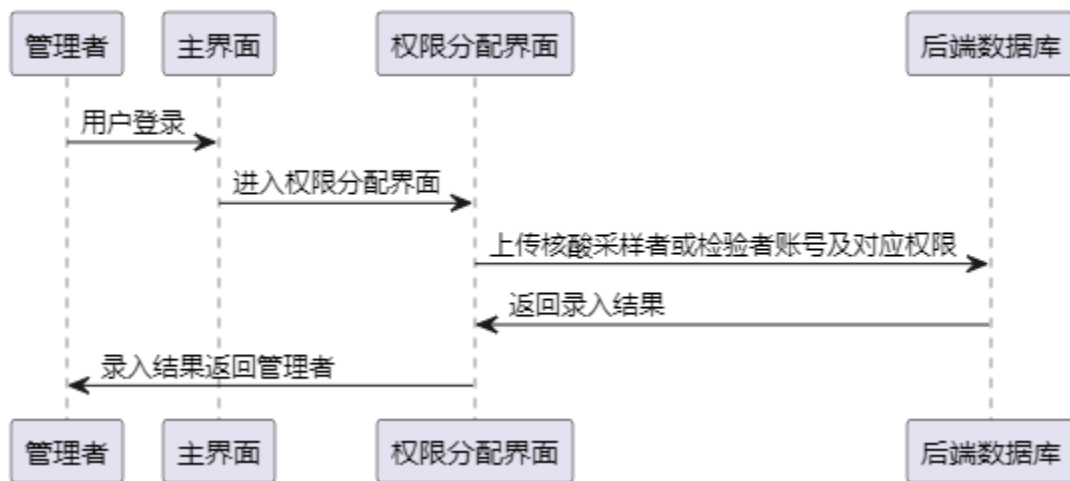 管理者 主界面 权限分配界面 后端数据库
用户登录
进入权限分配界面
上传核酸采样者或检验者账号及对应权限
返回录入结果
录入结果返回管理者
管理者 主界面 权限分配界面 后端数据库